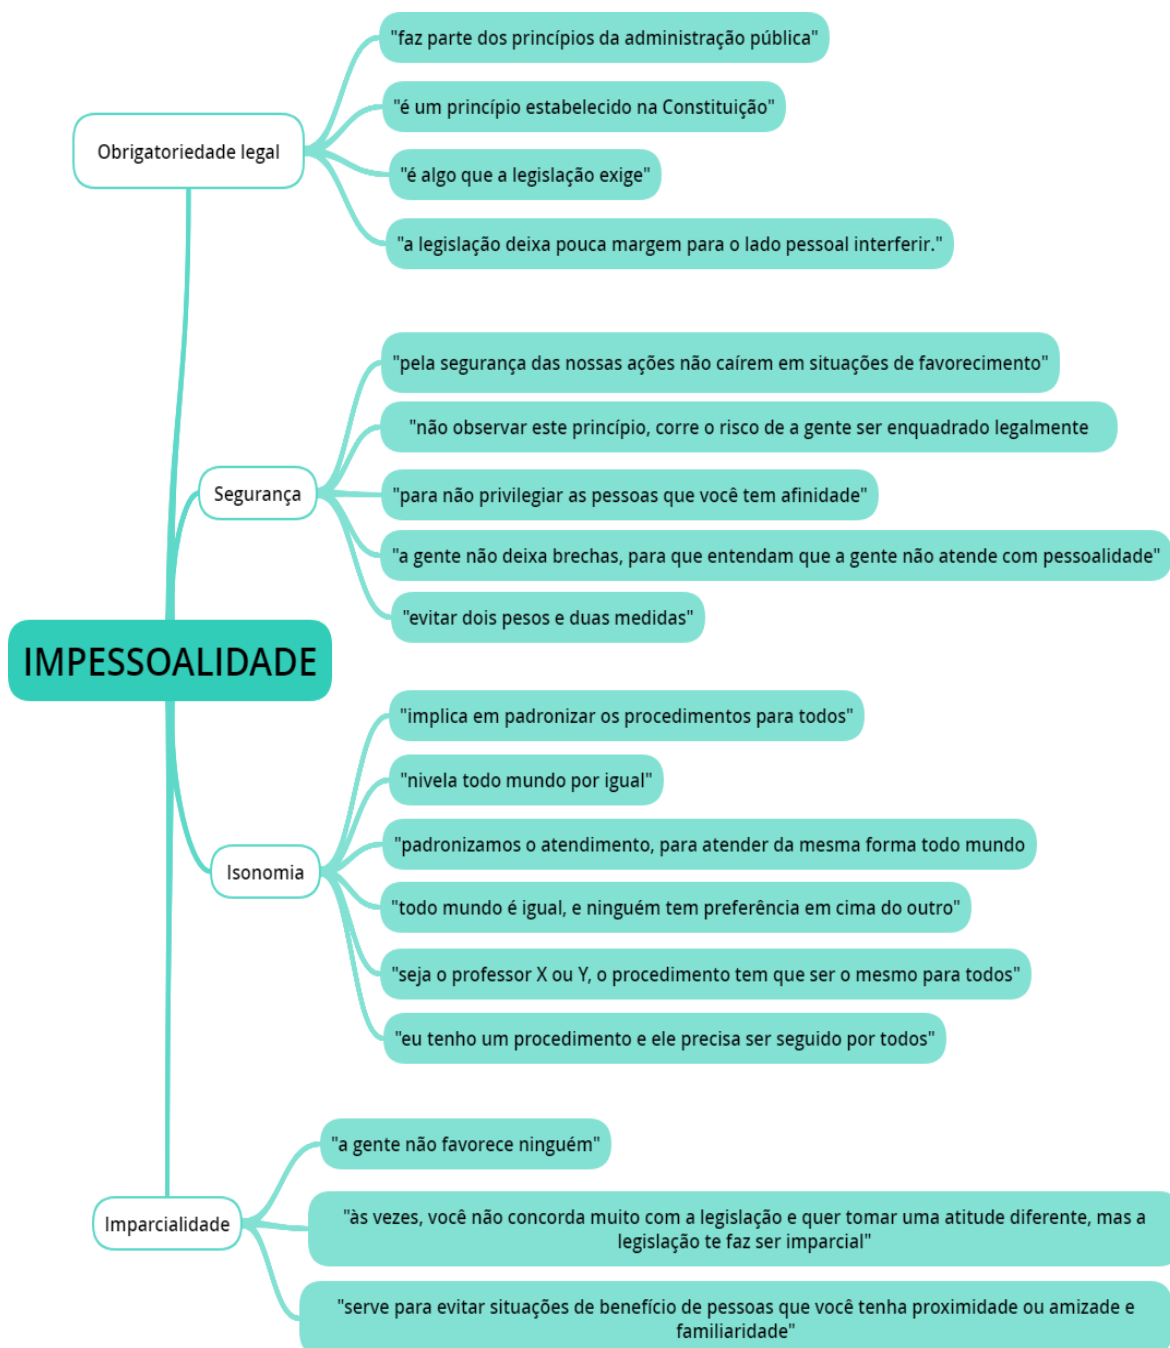 "faz parte dos princípios da administração pública"
"é um princípio estabelecido na Constituição"
Obrigatoriedade legal
"é algo que a legislação exige"
"a legislação deixa pouca margem para o lado pessoal interferir."
"pela segurança das nossas ações não caírem em situações de favorecimento"
"não observar este princípio, corre o risco de a gente ser enquadrado legalmente
Segurança
"para não privilegiar as pessoas que você tem afinidade"
"a gente não deixa brechas, para que entendam que a gente não atende com pessoalidade"
"evitar dois pesos e duas medidas"
IMPESSOALIDADE
"implica em padronizar os procedimentos para todos"
"nivela todo mundo por igual"
"padronizamos o atendimento, para atender da mesma forma todo mundo
Isonomia
"todo mundo é igual, e ninguém tem preferência em cima do outro"
"seja o professor X ou Y, o procedimento tem que ser o mesmo para todos"
"eu tenho um procedimento e ele precisa ser seguido por todos"
"a gente não favorece ninguém"
Imparcialidade
"às vezes, você não concorda muito com a legislação e quer tomar uma atitude diferente, mas a
legislação te faz ser imparcial"
"serve para evitar situações de benefício de pessoas que você tenha proximidade ou amizade e
familiaridade"